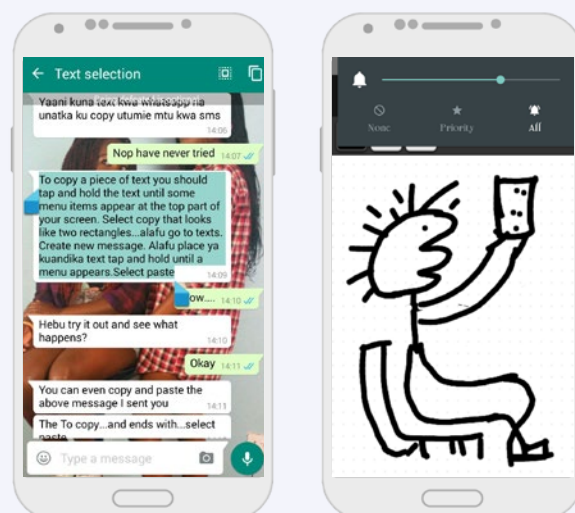 Text selection
Yaani kuna text kwa whatsapp na
unatka ku copy utumie mtu kwa sms
14:06
Nop have never tried 14:07
To copy a piece of text you should
tap and hold the text until some
menu items appear at the top part of
your screen. Select copy that looks
like two rectangles...alafu go to texts.
Create new message. Alafu place ya
kuandika text tap and hold until a
menu appears.Select paste
14:09
ow.... 14:10
Hebu try it out and see what
happens?
14:10
Okay 14:11
You can even copy and paste the
above message I sent you
14:11
The To copy...and ends with...select
paste
Type a message
None
Priority
All